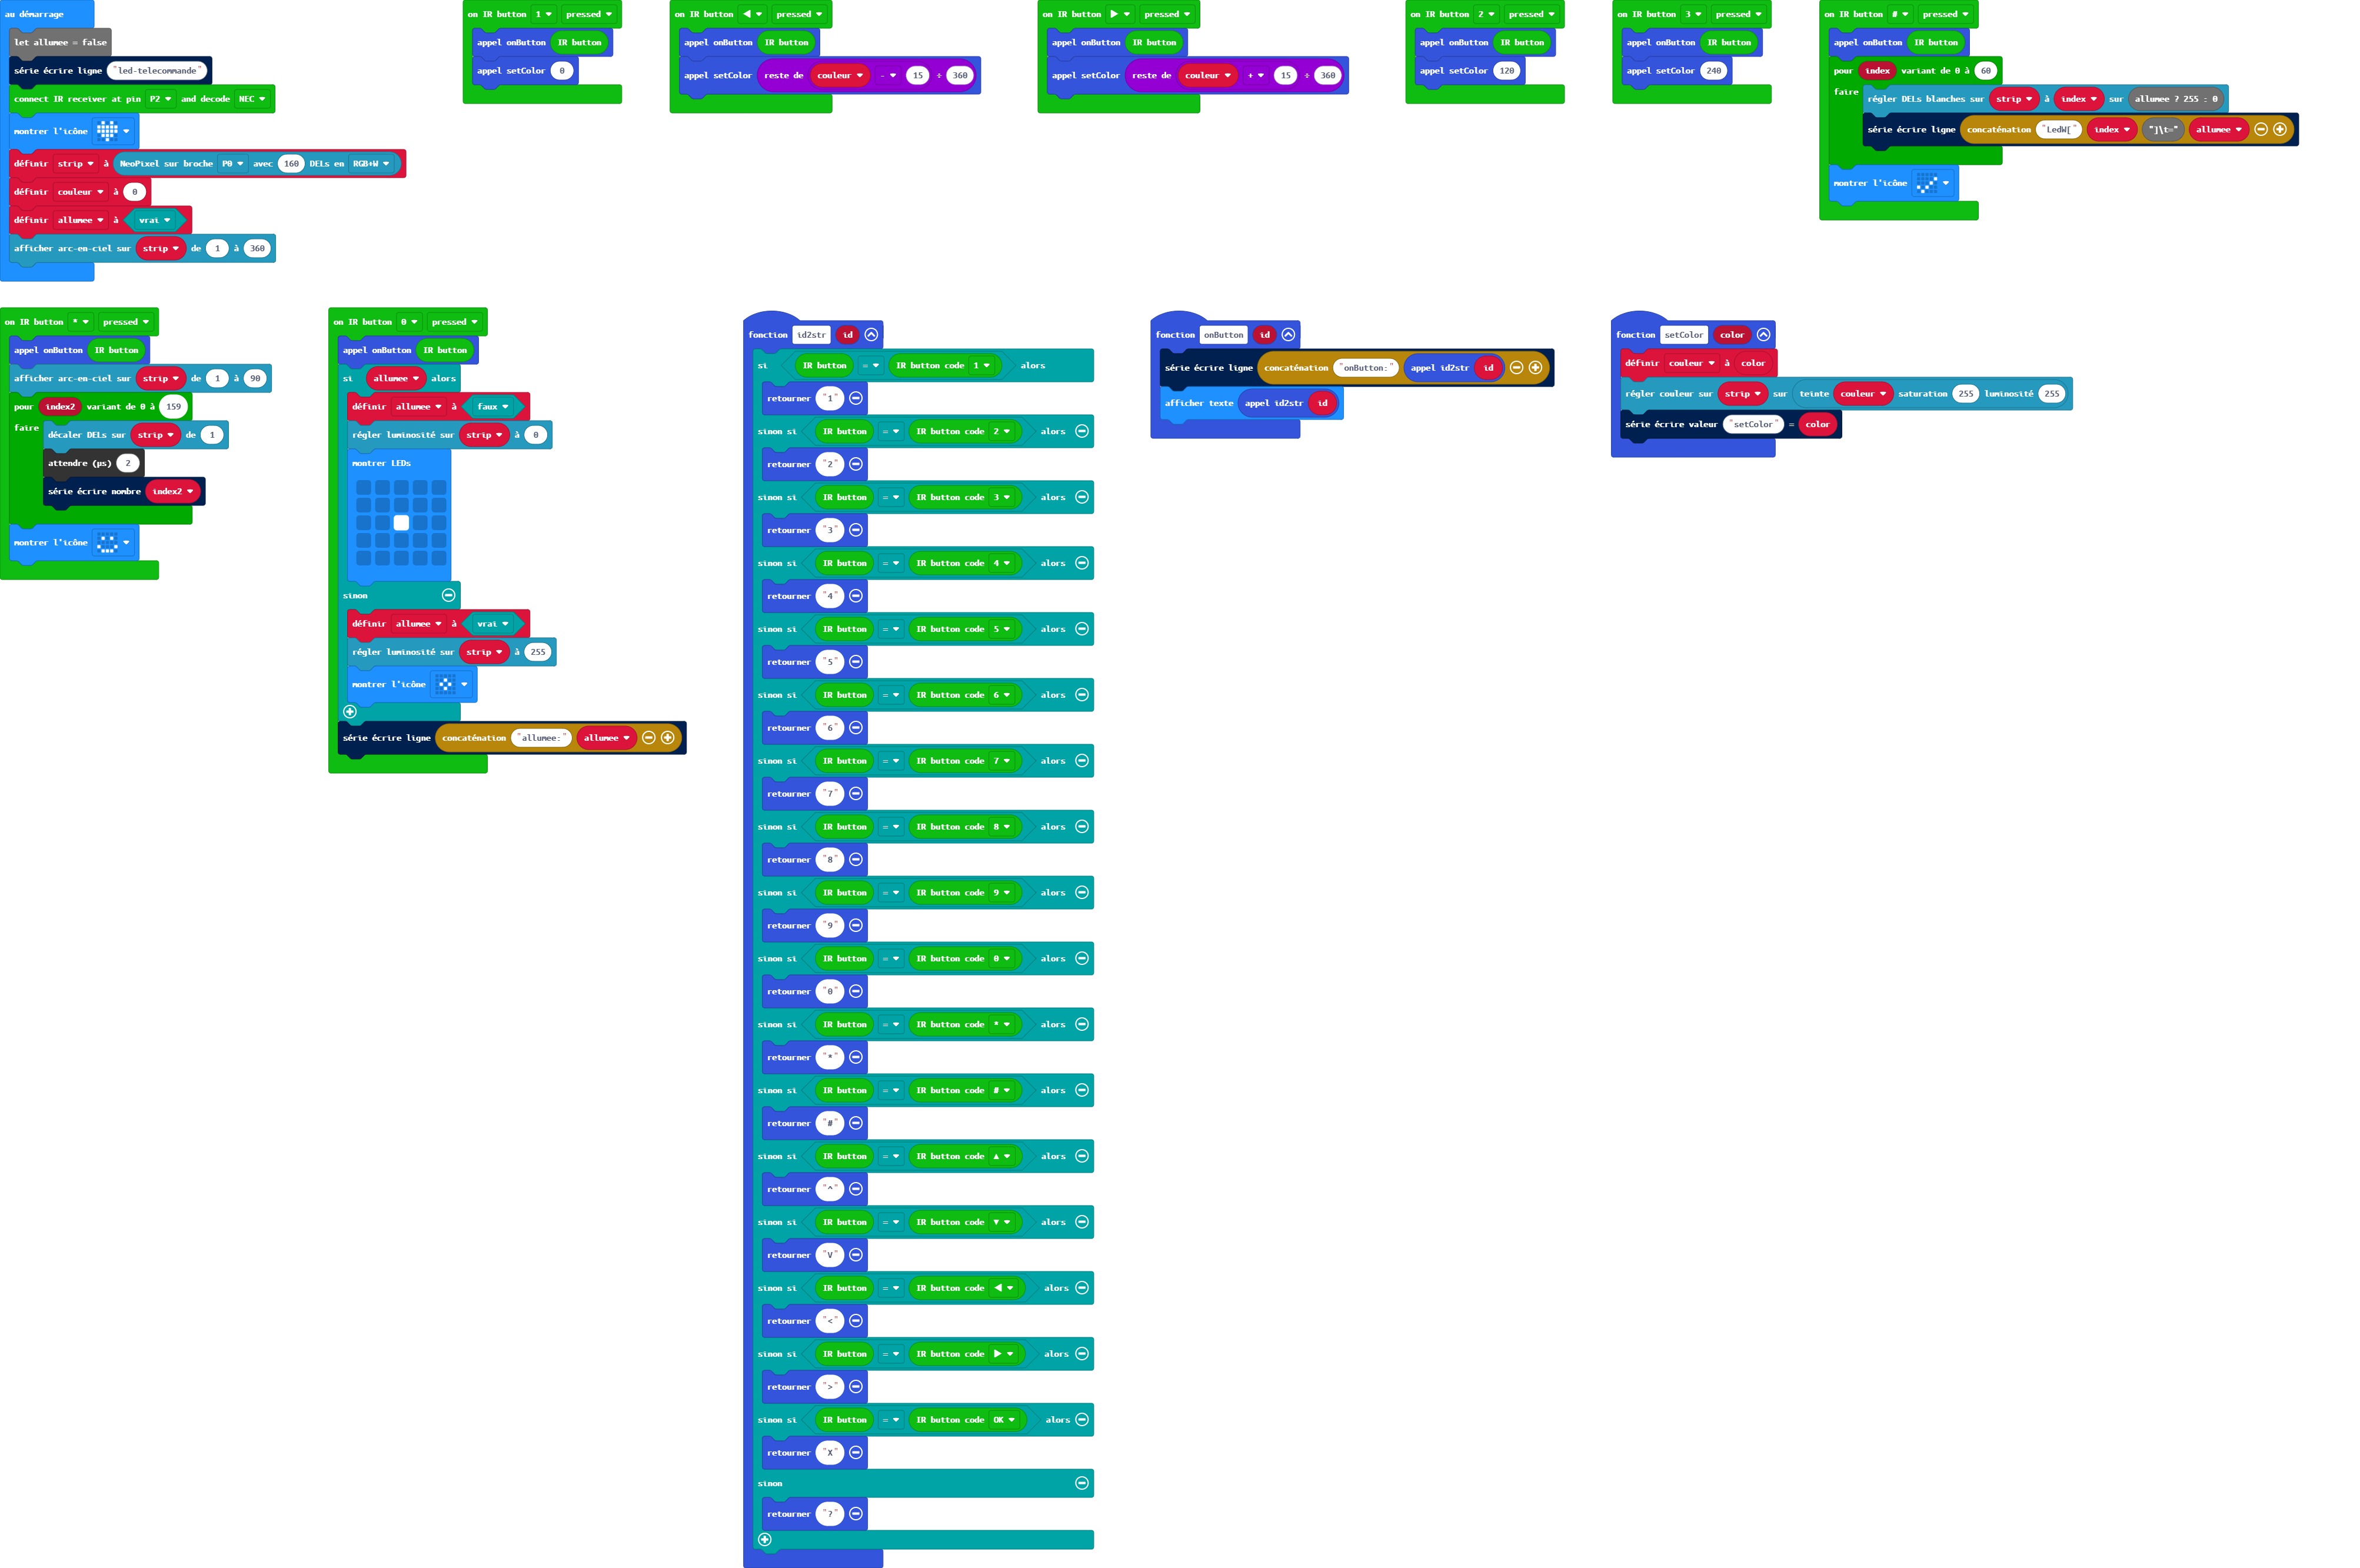 au démarrage
let allumee = false
série écrire ligne "led-telecommande"
connect IR receiver at pin P2 and decode NEC
montrer l'icône
définir strip à NeoPixel sur broche P0 avec 160 DELs en RGB+W
définir couleur à 0
définir allumee à vrai
afficher arc-en-ciel sur strip de 1 à 360
on IR button 1 pressed
appel onButton IR button
appel setColor 0
on IR button ◀ pressed
appel onButton IR button
appel setColor reste de couleur - 15 ÷ 360
on IR button ▶ pressed
appel onButton IR button
appel setColor reste de couleur + 15 ÷ 360
on IR button 2 pressed
appel onButton IR button
appel setColor 120
on IR button 3 pressed
appel onButton IR button
appel setColor 240
on IR button # pressed
appel onButton IR button
pour index variant de 0 à 60
faire
régler DELs blanches sur strip à index sur allumee ? 255 : 0
série écrire ligne concaténation "LedW[" index "]\t=" allumee
montrer l'icône
on IR button * pressed
appel onButton IR button
afficher arc-en-ciel sur strip de 1 à 90
pour index2 variant de 0 à 159
faire
décaler DELs sur strip de 1
attendre (µs) 2
série écrire nombre index2
montrer l'icône
on IR button 0 pressed
appel onButton IR button
si allumee alors
définir allumee à faux
régler luminosité sur strip à 0
montrer LEDs
sinon
définir allumee à vrai
régler luminosité sur strip à 255
montrer l'icône
série écrire ligne concaténation "allumee:" allumee
fonction id2str id
si IR button = IR button code 1 alors
retourner "1"
sinon si IR button = IR button code 2 alors
retourner "2"
sinon si IR button = IR button code 3 alors
retourner "3"
sinon si IR button = IR button code 4 alors
retourner "4"
sinon si IR button = IR button code 5 alors
retourner "5"
sinon si IR button = IR button code 6 alors
retourner "6"
sinon si IR button = IR button code 7 alors
retourner "7"
sinon si IR button = IR button code 8 alors
retourner "8"
sinon si IR button = IR button code 9 alors
retourner "9"
sinon si IR button = IR button code 0 alors
retourner "0"
sinon si IR button = IR button code * alors
retourner "*"
sinon si IR button = IR button code # alors
retourner "#"
sinon si IR button = IR button code ▲ alors
retourner "^"
sinon si IR button = IR button code ▼ alors
retourner "V"
sinon si IR button = IR button code ◀ alors
retourner "<"
sinon si IR button = IR button code ▶ alors
retourner ">"
sinon si IR button = IR button code OK alors
retourner "X"
sinon
retourner "?"
fonction onButton id
série écrire ligne concaténation "onButton:" appel id2str id
afficher texte appel id2str id
fonction setColor color
définir couleur à color
régler couleur sur strip sur teinte couleur saturation 255 luminosité 255
série écrire valeur "setColor" = color